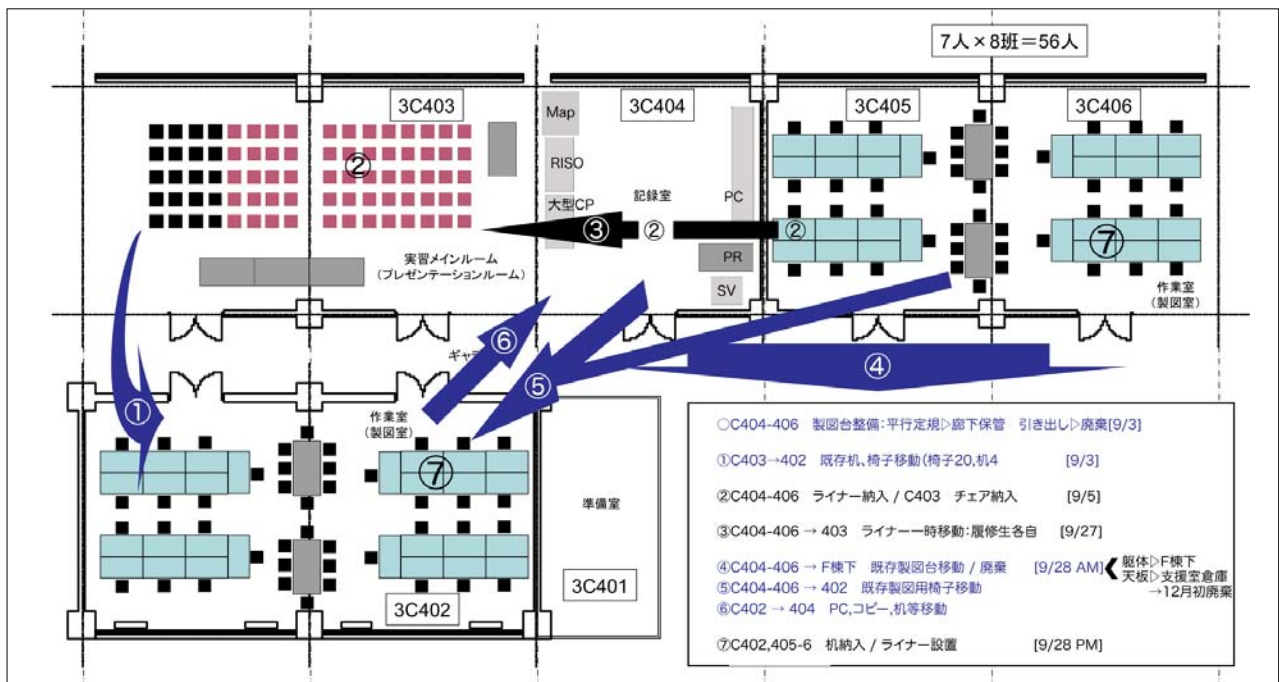 7人×8班＝56人
3C403
3C404
3C405
3C406
Map
RISO
大型CP
記録室
PC
PR
SV
②
③
②
②
⑦
実習メインルーム
(プレゼンテーションルーム)
作業室
(製図室)
①
⑥
⑤
④
ギャラ
作業室
(製図室)
⑦
準備室
3C401
3C402
○C404-406 製図台整備：平行定規▷廊下保管 引き出し▷廃棄[9/3]
①C403→402 既存机、椅子移動(椅子20,机4 [9/3]
②C404-406 ライナー納入 / C403 チェア納入 [9/5]
③C404-406 → 403 ライナー一時移動：履修生各自 [9/27]
④C404-406 → F棟下 既存製図台移動 / 廃棄 [9/28 AM]
躯体▷F棟下
天板▷支援室倉庫
→12月初廃棄
⑤C404-406 → 402 既存製図用椅子移動
⑥C402 → 404 PC,コピー,机等移動
⑦C402,405-6 机納入 / ライナー設置 [9/28 PM]